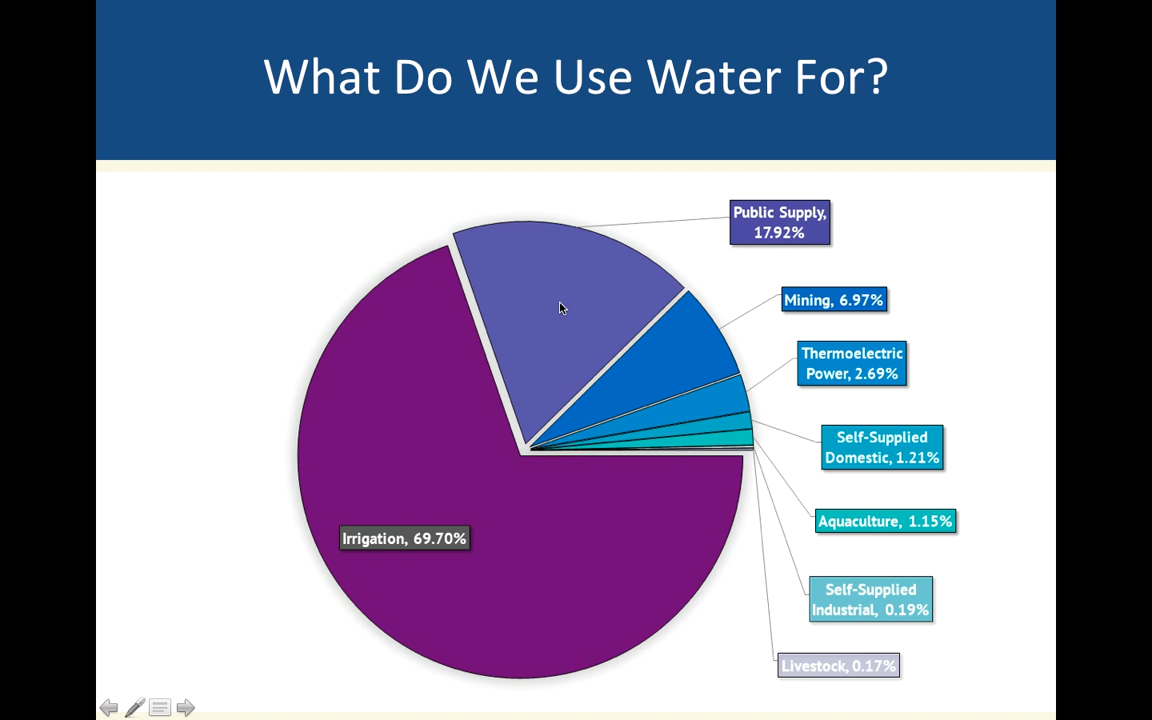 What Do We Use Water For?
Public Supply,
17.92%
Mining, 6.97%
Thermoelectric
Power, 2.69%
Self-Supplied
Domestic, 1.21%
Aquaculture, 1.15%
Irrigation, 69.70%
Self-Supplied
Industrial, 0.19%
Livestock, 0.17%